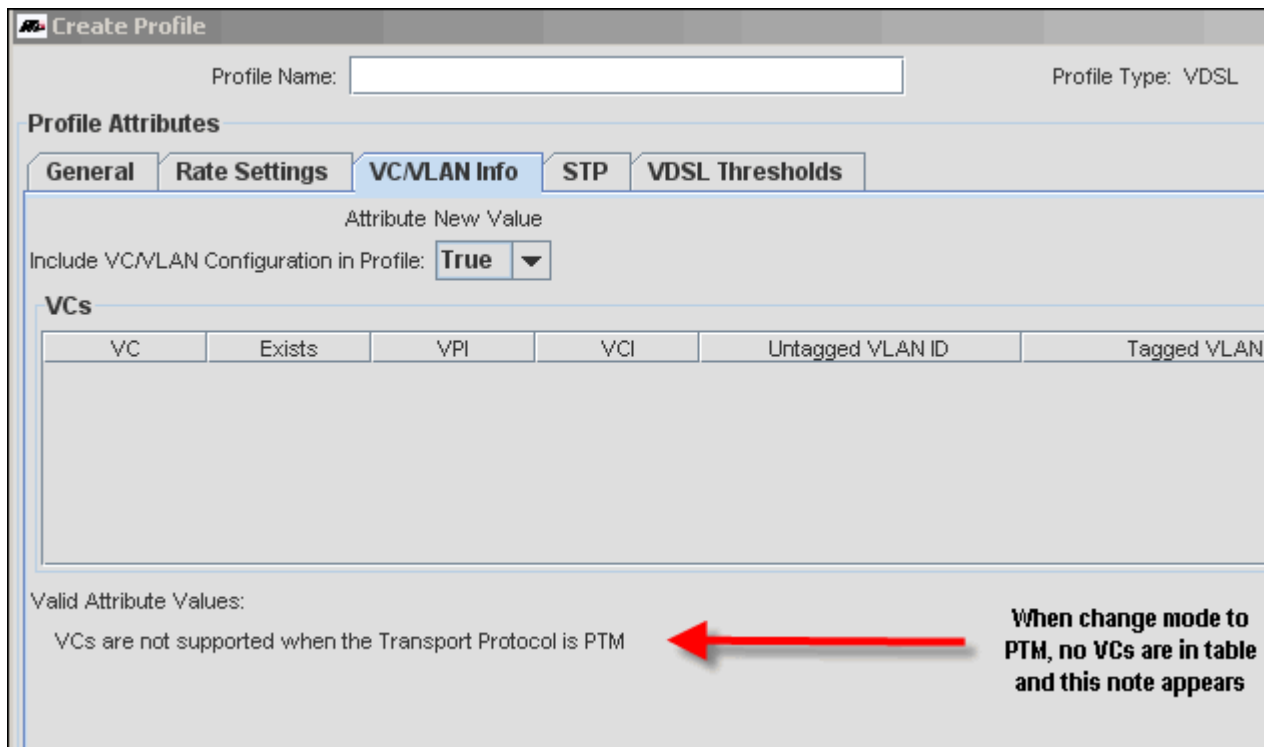 Create Profile
Profile Name:
Profile Type: VDSL
Profile Attributes
General
Rate Settings
VC/VLAN Info
STP
VDSL Thresholds
Attribute New Value
Include VC/VLAN Configuration in Profile: True
VCs
VC
Exists
VPI
VCI
Untagged VLAN ID
Tagged VLAN
Valid Attribute Values:
VCs are not supported when the Transport Protocol is PTM
When change mode to
PTM, no VCs are in table
and this note appears